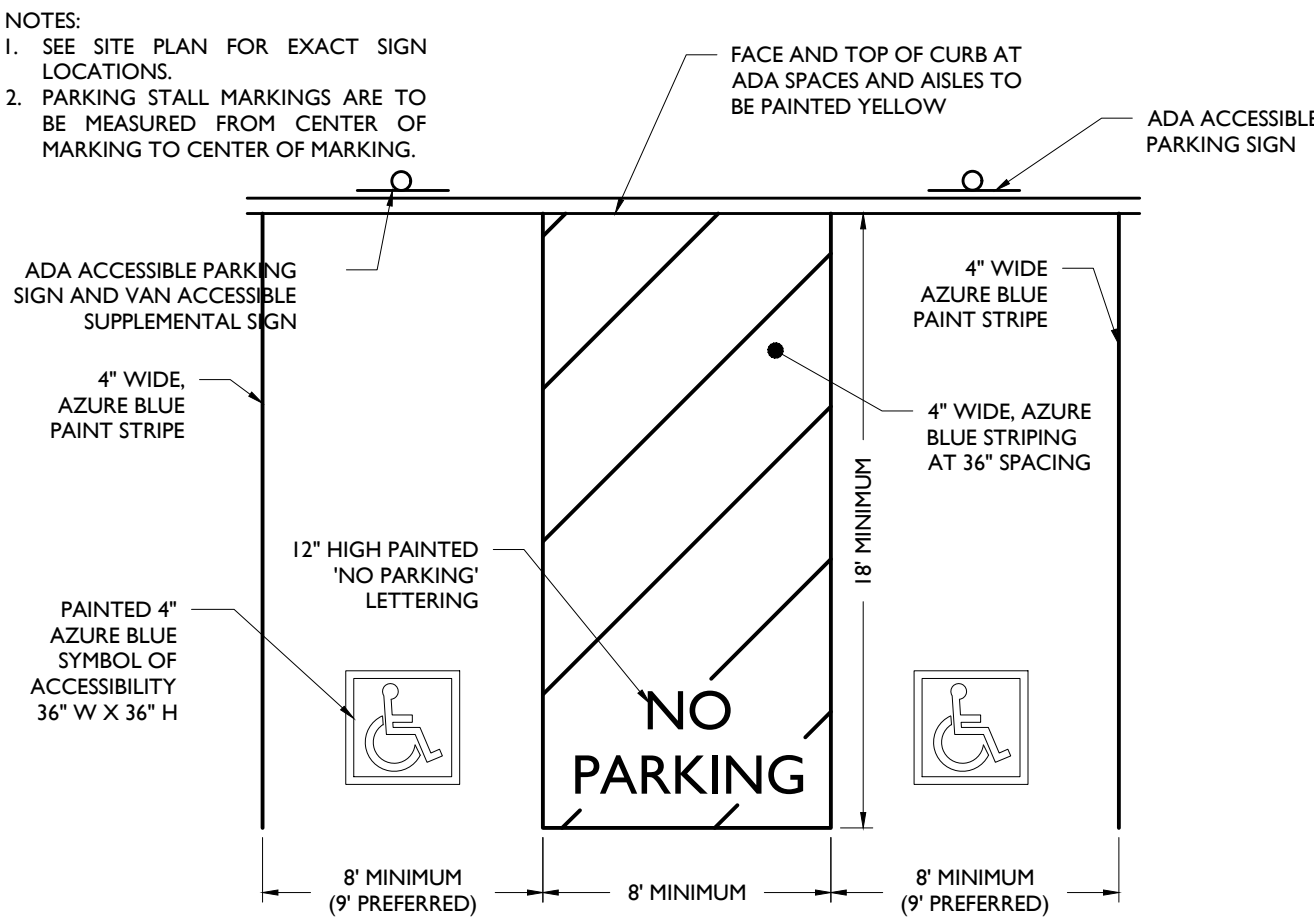 NOTES:
1. SEE SITE PLAN FOR EXACT SIGN
LOCATIONS.
2. PARKING STALL MARKINGS ARE TO
BE MEASURED FROM CENTER OF
MARKING TO CENTER OF MARKING.
FACE AND TOP OF CURB AT
ADA SPACES AND AISLES TO
BE PAINTED YELLOW
ADA ACCESSIBLE
PARKING SIGN
ADA ACCESSIBLE PARKING
SIGN AND VAN ACCESSIBLE
SUPPLEMENTAL SIGN
4" WIDE
AZURE BLUE
PAINT STRIPE
4" WIDE,
AZURE BLUE
PAINT STRIPE
4" WIDE, AZURE
BLUE STRIPING
AT 36" SPACING
18' MINIMUM
12" HIGH PAINTED
'NO PARKING'
LETTERING
PAINTED 4"
AZURE BLUE
SYMBOL OF
ACCESSIBILITY
36" W X 36" H
NO
PARKING
8' MINIMUM
(9' PREFERRED)
8' MINIMUM
8' MINIMUM
(9' PREFERRED)